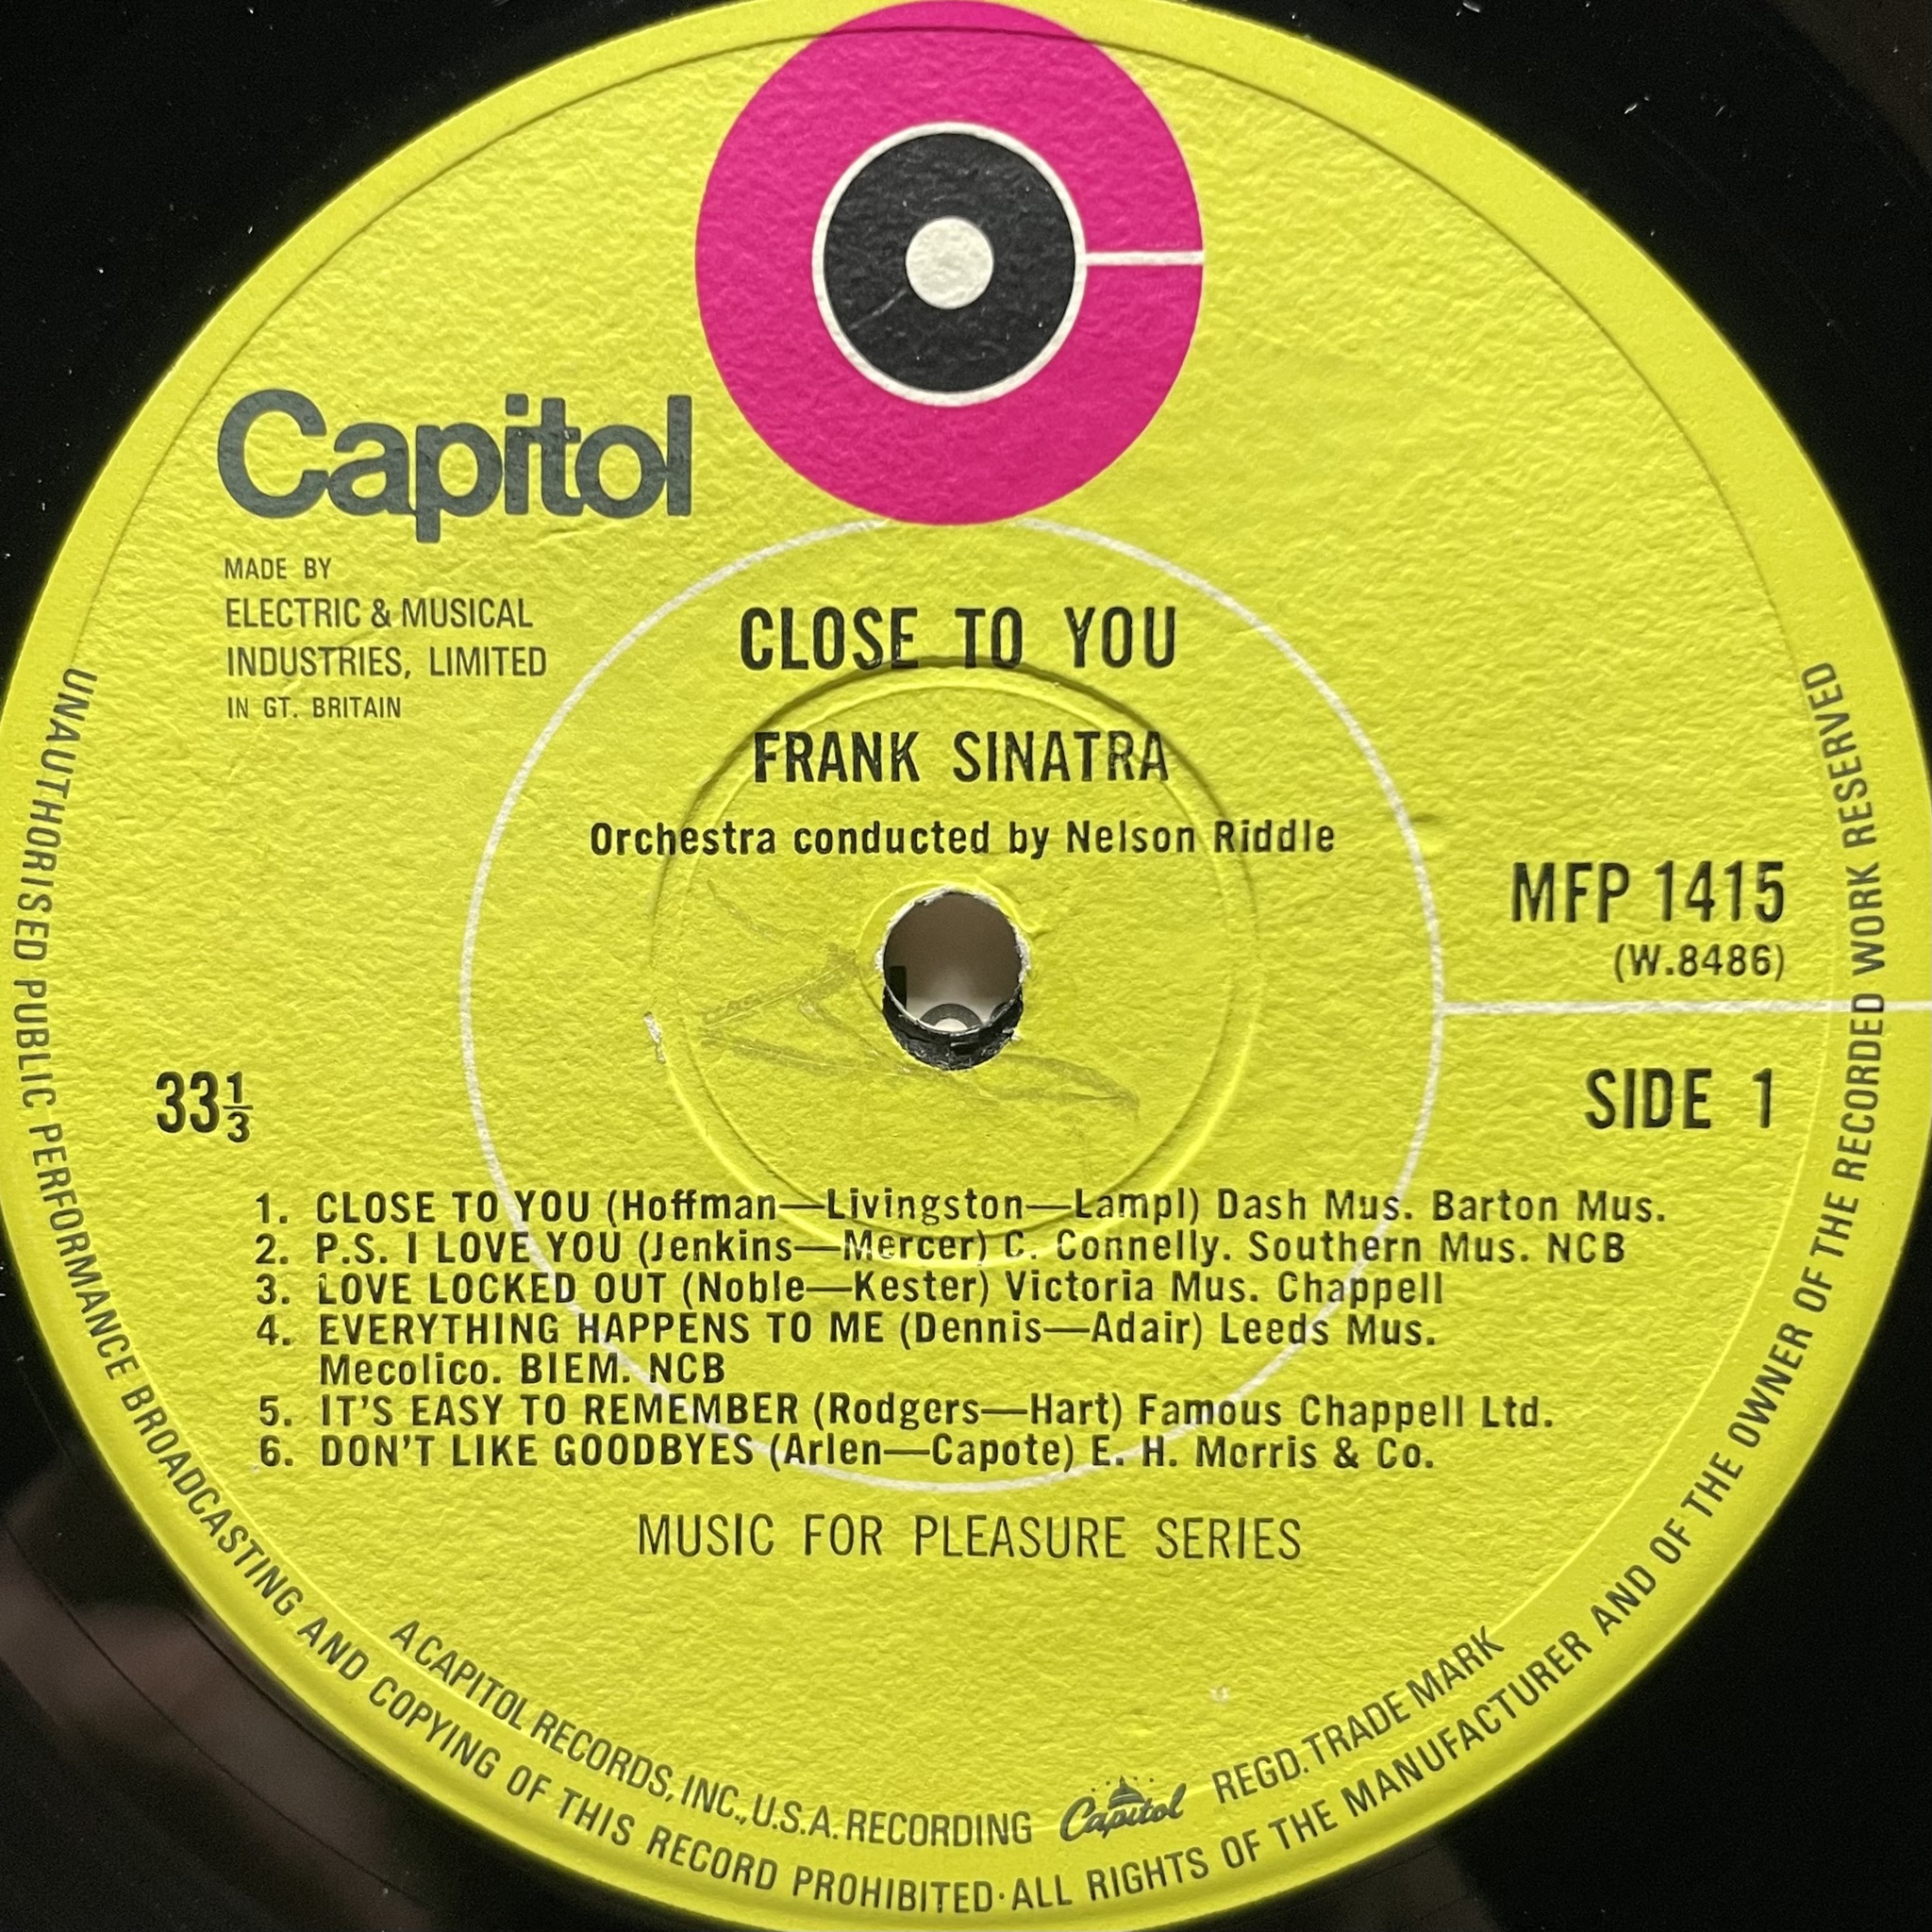 Capitol
MADE BY
ELECTRIC & MUSICAL
INDUSTRIES, LIMITED
IN GT. BRITAIN
CLOSE TO YOU
FRANK SINATRA
Orchestra conducted by Nelson Riddle
MFP 1415
(W.8486)
33⅓
SIDE 1
1. CLOSE TO YOU (Hoffman—Livingston—Lampl) Dash Mus. Barton Mus.
2. P.S. I LOVE YOU (Jenkins—Mercer) C. Connelly. Southern Mus. NCB
3. LOVE LOCKED OUT (Noble—Kester) Victoria Mus. Chappell
4. EVERYTHING HAPPENS TO ME (Dennis—Adair) Leeds Mus.
Mecolico. BIEM. NCB
5. IT'S EASY TO REMEMBER (Rodgers—Hart) Famous Chappell Ltd.
6. DON'T LIKE GOODBYES (Arlen—Capote) E. H. Morris & Co.
MUSIC FOR PLEASURE SERIES
A CAPITOL RECORDS, INC., U.S.A. RECORDING Capitol REGD. TRADE MARK
UNAUTHORISED PUBLIC PERFORMANCE BROADCASTING AND COPYING OF THIS RECORD PROHIBITED·ALL RIGHTS OF THE MANUFACTURER AND OF THE OWNER OF THE RECORDED WORK RESERVED